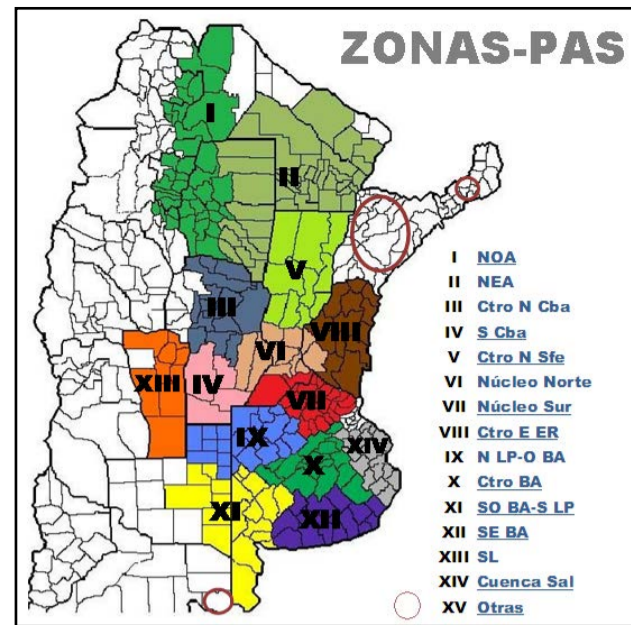 ZONAS-PAS
I
II
V
III
VIII
VI
XIII
IV
VII
IX
XIV
X
XI
XII
I NOA
II NEA
III Ctro N Cba
IV S Cba
V Ctro N Sfe
VI Núcleo Norte
VII Núcleo Sur
VIII Ctro E ER
IX N LP-O BA
X Ctro BA
XI SO BA-S LP
XII SE BA
XIII SL
XIV Cuenca Sal
XV Otras